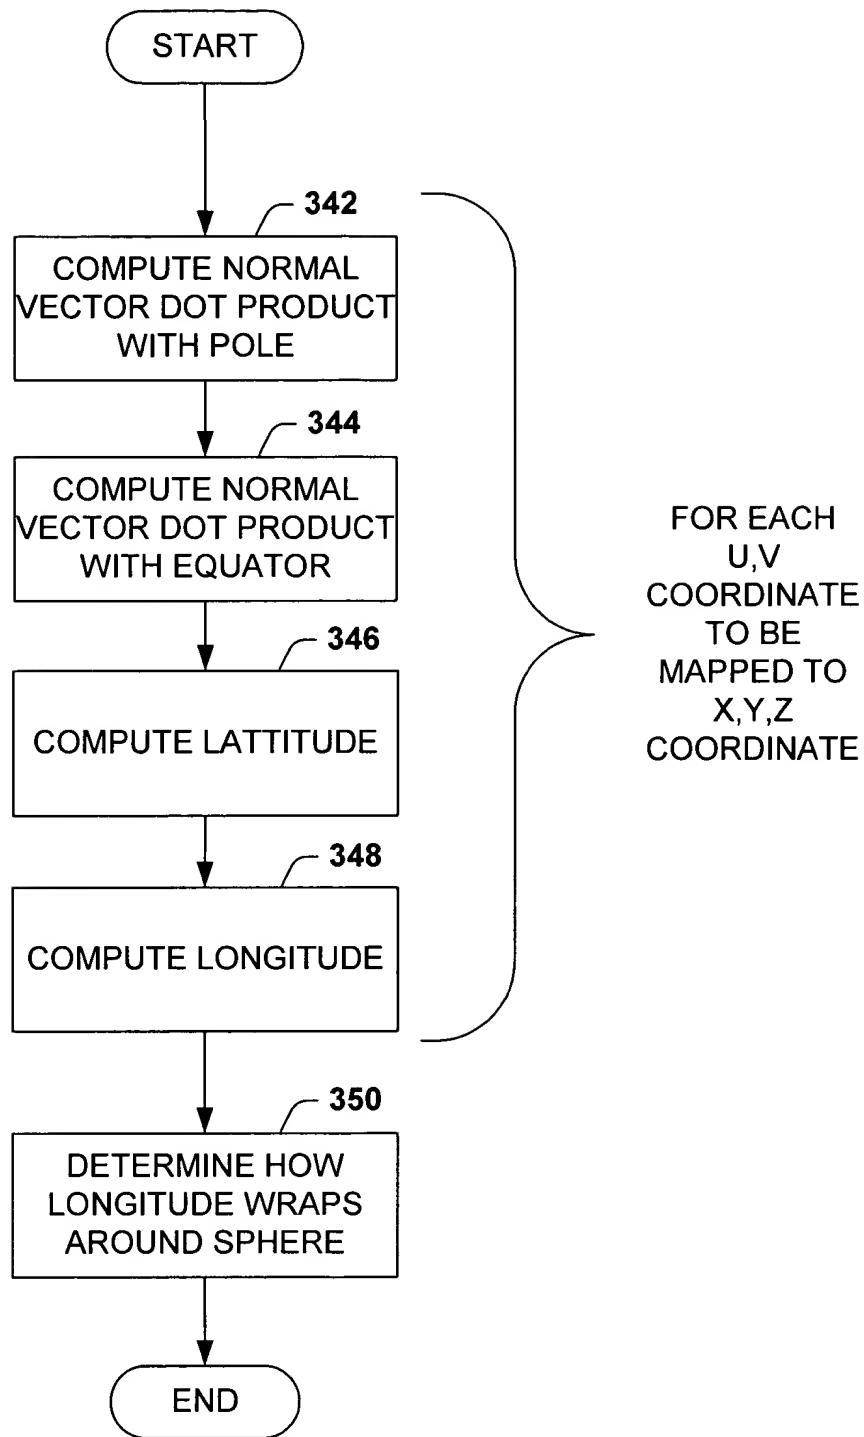 START
342
COMPUTE NORMAL
VECTOR DOT PRODUCT
WITH POLE
344
COMPUTE NORMAL
VECTOR DOT PRODUCT
WITH EQUATOR
346
COMPUTE LATTITUDE
348
COMPUTE LONGITUDE
FOR EACH
U,V
COORDINATE
TO BE
MAPPED TO
X,Y,Z
COORDINATE
350
DETERMINE HOW
LONGITUDE WRAPS
AROUND SPHERE
END